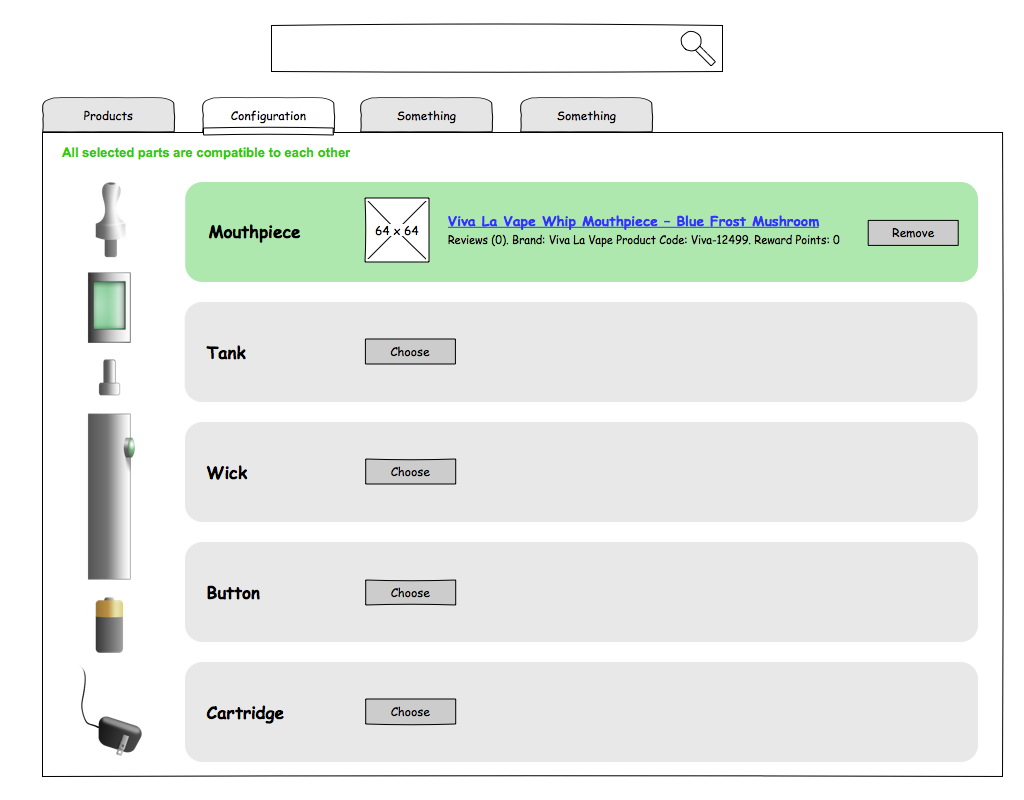 Products
Configuration
Something
Something
All selected parts are compatible to each other
Mouthpiece
64 x 64
Viva La Vape Whip Mouthpiece - Blue Frost Mushroom
Reviews (0). Brand: Viva La Vape Product Code: Viva-12499. Reward Points: 0
Remove
Tank
Choose
Wick
Choose
Button
Choose
Cartridge
Choose